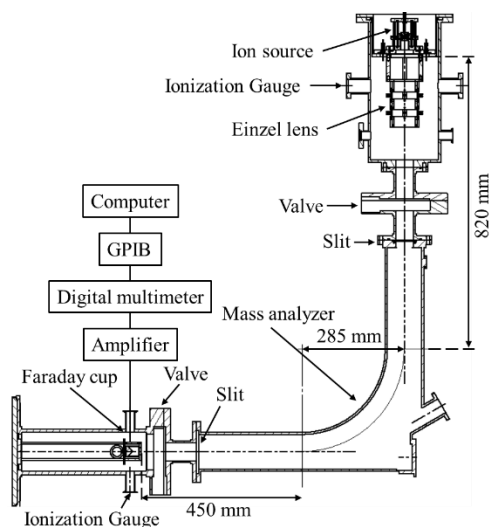 Ion source
Ionization Gauge
Einzel lens
820 mm
Computer
Valve
GPIB
Slit
Digital multimeter
Mass analyzer
285 mm
Amplifier
Valve
Faraday cup
Slit
Ionization Gauge
450 mm